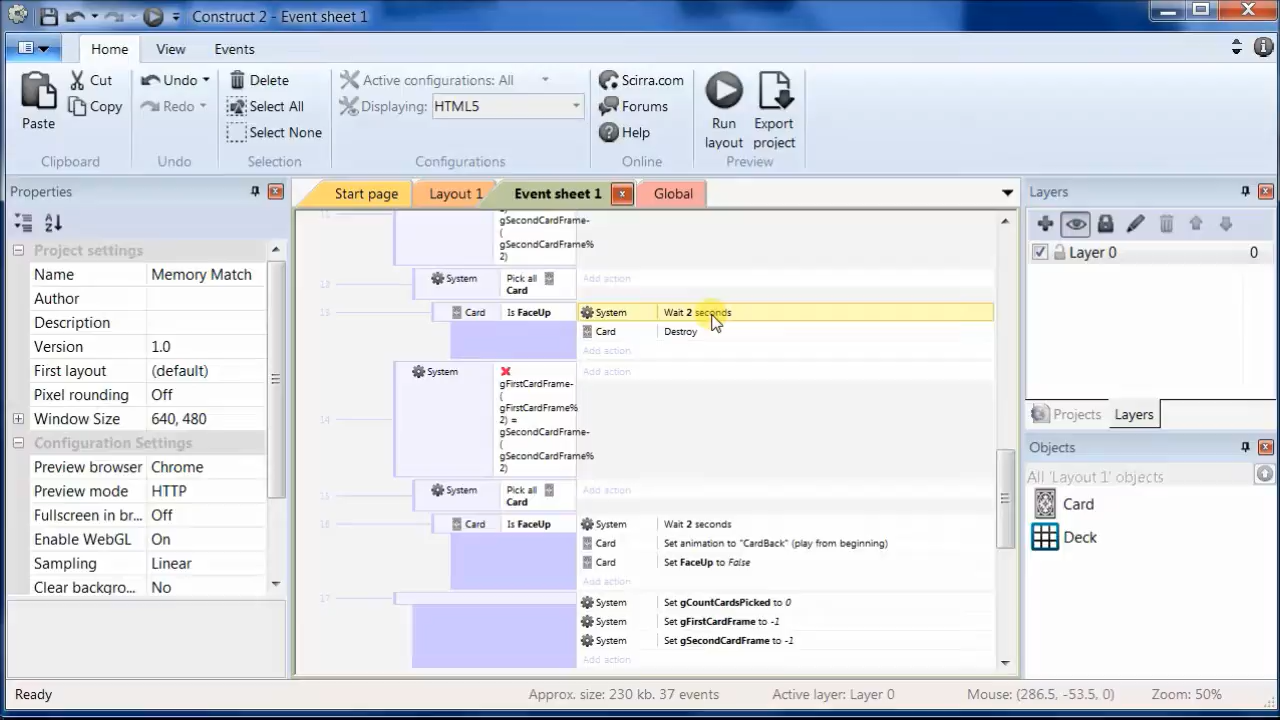 Construct 2 - Event sheet 1
Home
View
Events
Paste
Cut
Copy
Clipboard
Undo
Redo
Undo
Delete
Select All
Select None
Selection
Active configurations: All
Displaying: HTML5
Configurations
Scirra.com
Forums
Help
Online
Run layout
Export project
Preview
Properties
Project settings
Name Memory Match
Author
Description
Version 1.0
First layout (default)
Pixel rounding Off
Window Size 640, 480
Configuration Settings
Preview browser Chrome
Preview mode HTTP
Fullscreen in br... Off
Enable WebGL On
Sampling Linear
Clear backgro... No
Start page
Layout 1
Event sheet 1
Global
gSecondCardFrame-
(
gSecondCardFrame%
2)
System Pick all Card
Add action
13 Card Is FaceUp
System Wait 2 seconds
Card Destroy
Add action
14 System
gFirstCardFrame-
(
gFirstCardFrame%
2) =
gSecondCardFrame-
(
gSecondCardFrame%
2)
Add action
15 System Pick all Card
Add action
16 Card Is FaceUp
System Wait 2 seconds
Card Set animation to "CardBack" (play from beginning)
Card Set FaceUp to False
Add action
17
System Set gCountCardsPicked to 0
System Set gFirstCardFrame to -1
System Set gSecondCardFrame to -1
Add action
Layers
Layer 0 0
Projects
Layers
Objects
All 'Layout 1' objects
Card
Deck
Ready
Approx. size: 230 kb. 37 events
Active layer: Layer 0
Mouse: (286.5, -53.5, 0)
Zoom: 50%